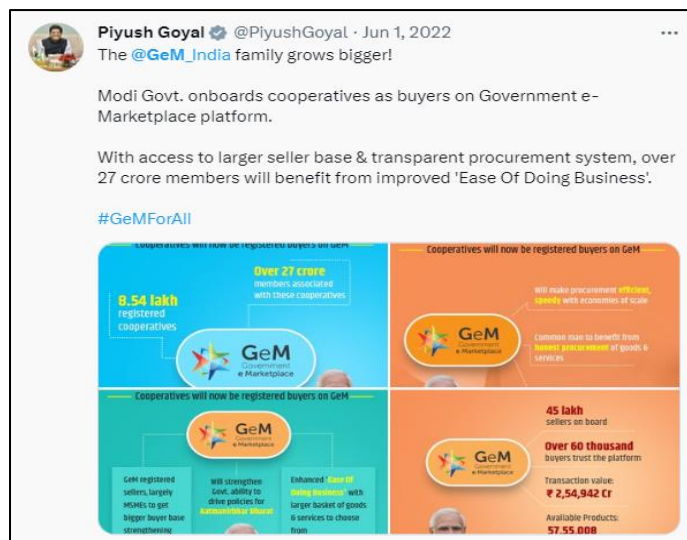 Piyush Goyal @PiyushGoyal · Jun 1, 2022
The @GeM_India family grows bigger!
Modi Govt. onboards cooperatives as buyers on Government e-
Marketplace platform.
With access to larger seller base & transparent procurement system, over
27 crore members will benefit from improved 'Ease Of Doing Business'.
#GeMForAll
Cooperatives will now be registered buyers on GeM
Over 27 crore
members associated
with these cooperatives
8.54 lakh
registered
cooperatives
GeM
Government
e Marketplace
Cooperatives will now be registered buyers on GeM
Will make procurement efficient,
speedy with economies of scale
GeM
Government
e Marketplace
Common man to benefit from
honest procurement of goods &
services
Cooperatives will now be registered buyers on GeM
GeM
Government
e Marketplace
GeM registered
sellers, largely
MSMEs to get
bigger buyer base
strengthening
Will strengthen
Govt. ability to
drive policies for
Aatmanirbhar Bharat
Enhanced 'Ease Of
Doing Business' with
larger basket of goods
& services to choose
from
45 lakh
sellers on board
Over 60 thousand
buyers trust the platform
GeM
Government
e Marketplace
Transaction value:
₹ 2,54,942 Cr
Available Products:
57,55,008